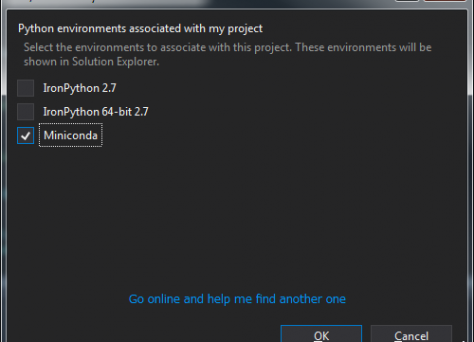 Python environments associated with my project
Select the environments to associate with this project. These environments will be
shown in Solution Explorer.
IronPython 2.7
IronPython 64-bit 2.7
Miniconda
Go online and help me find another one
OK
Cancel